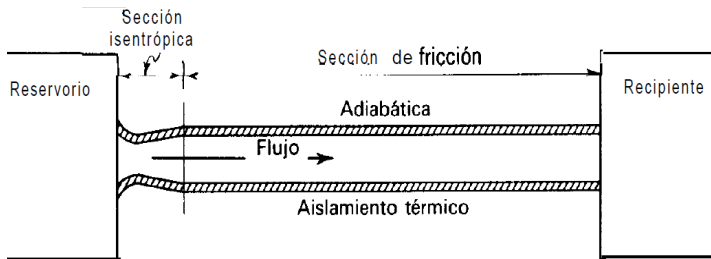 Sección
isentrópica
Sección de fricción
Reservorio
Recipiente
Adiabática
Flujo
Aislamiento térmico